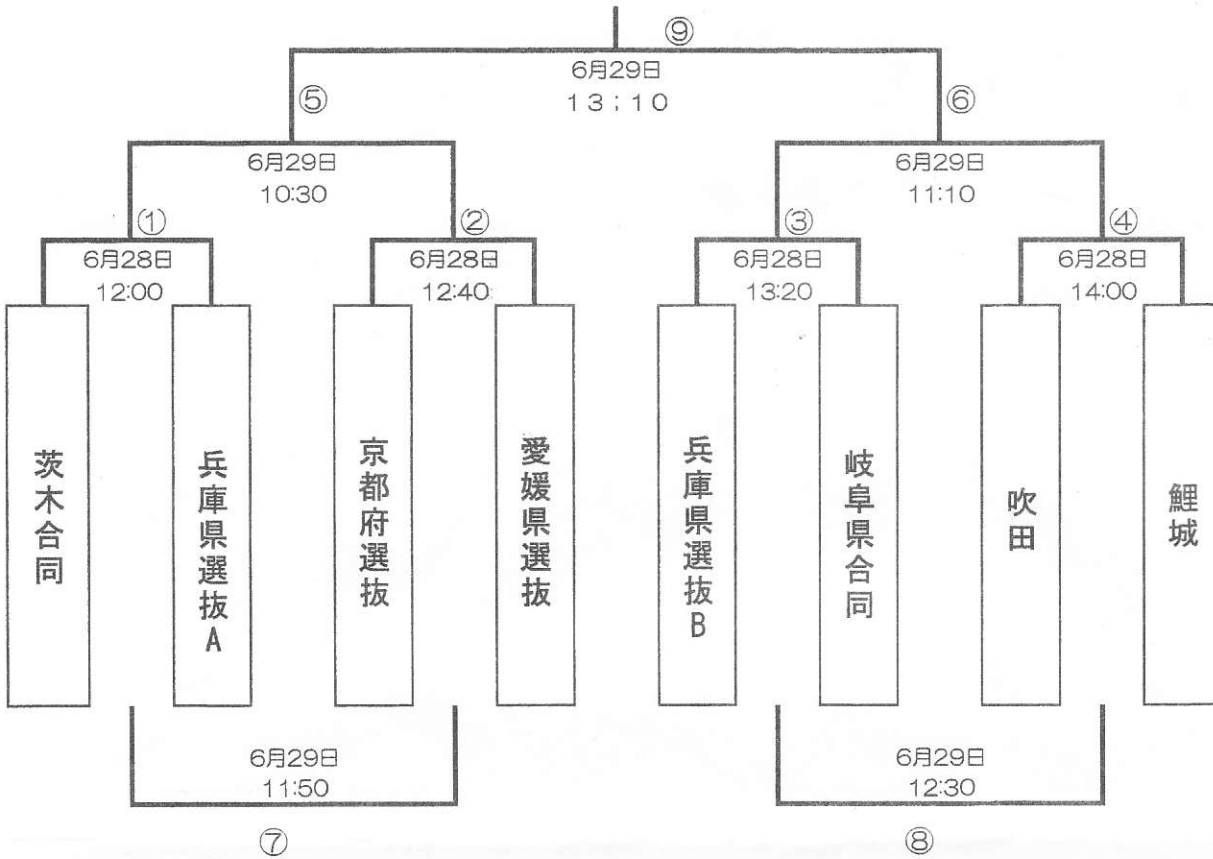 ⑨
6月29日
13:10
⑤
⑥
6月29日
10:30
6月29日
11:10
①
②
③
④
6月28日
12:00
6月28日
12:40
6月28日
13:20
6月28日
14:00
茨木合同
兵庫県選抜A
京都府選抜
愛媛県選抜
兵庫県選抜B
岐阜県合同
吹田
鯉城
6月29日
11:50
6月29日
12:30
⑦
⑧